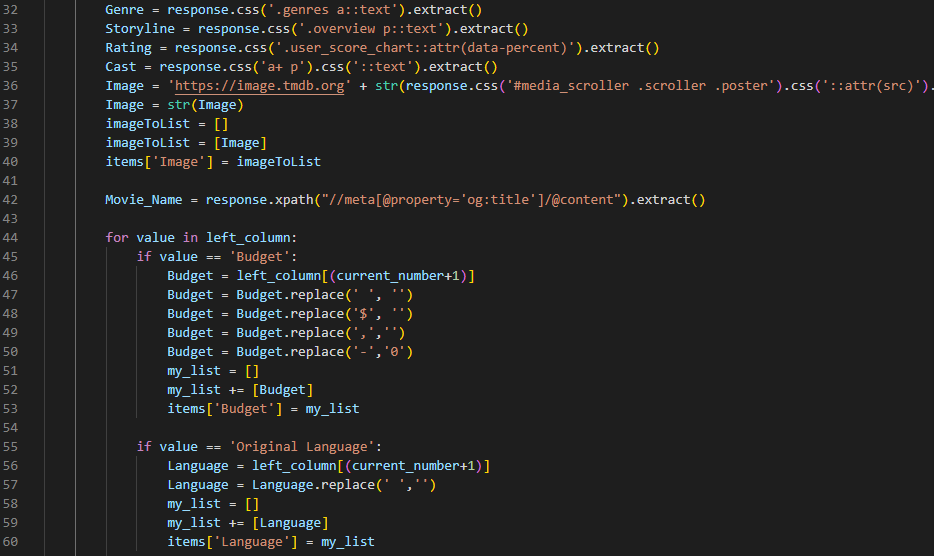 32 Genre = response.css('.genres a::text').extract()
33 Storyline = response.css('.overview p::text').extract()
34 Rating = response.css('.user_score_chart::attr(data-percent)').extract()
35 Cast = response.css('a+ p').css('::text').extract()
36 Image = 'https://image.tmdb.org' + str(response.css('#media_scroller .scroller .poster').css('::attr(src)').
37 Image = str(Image)
38 imageToList = []
39 imageToList = [Image]
40 items['Image'] = imageToList
41
42 Movie_Name = response.xpath("//meta[@property='og:title']/@content").extract()
43
44 for value in left_column:
45 if value == 'Budget':
46 Budget = left_column[(current_number+1)]
47 Budget = Budget.replace(' ', '')
48 Budget = Budget.replace('$', '')
49 Budget = Budget.replace(',','')
50 Budget = Budget.replace('-','0')
51 my_list = []
52 my_list += [Budget]
53 items['Budget'] = my_list
54
55 if value == 'Original Language':
56 Language = left_column[(current_number+1)]
57 Language = Language.replace(' ','')
58 my_list = []
59 my_list += [Language]
60 items['Language'] = my_list